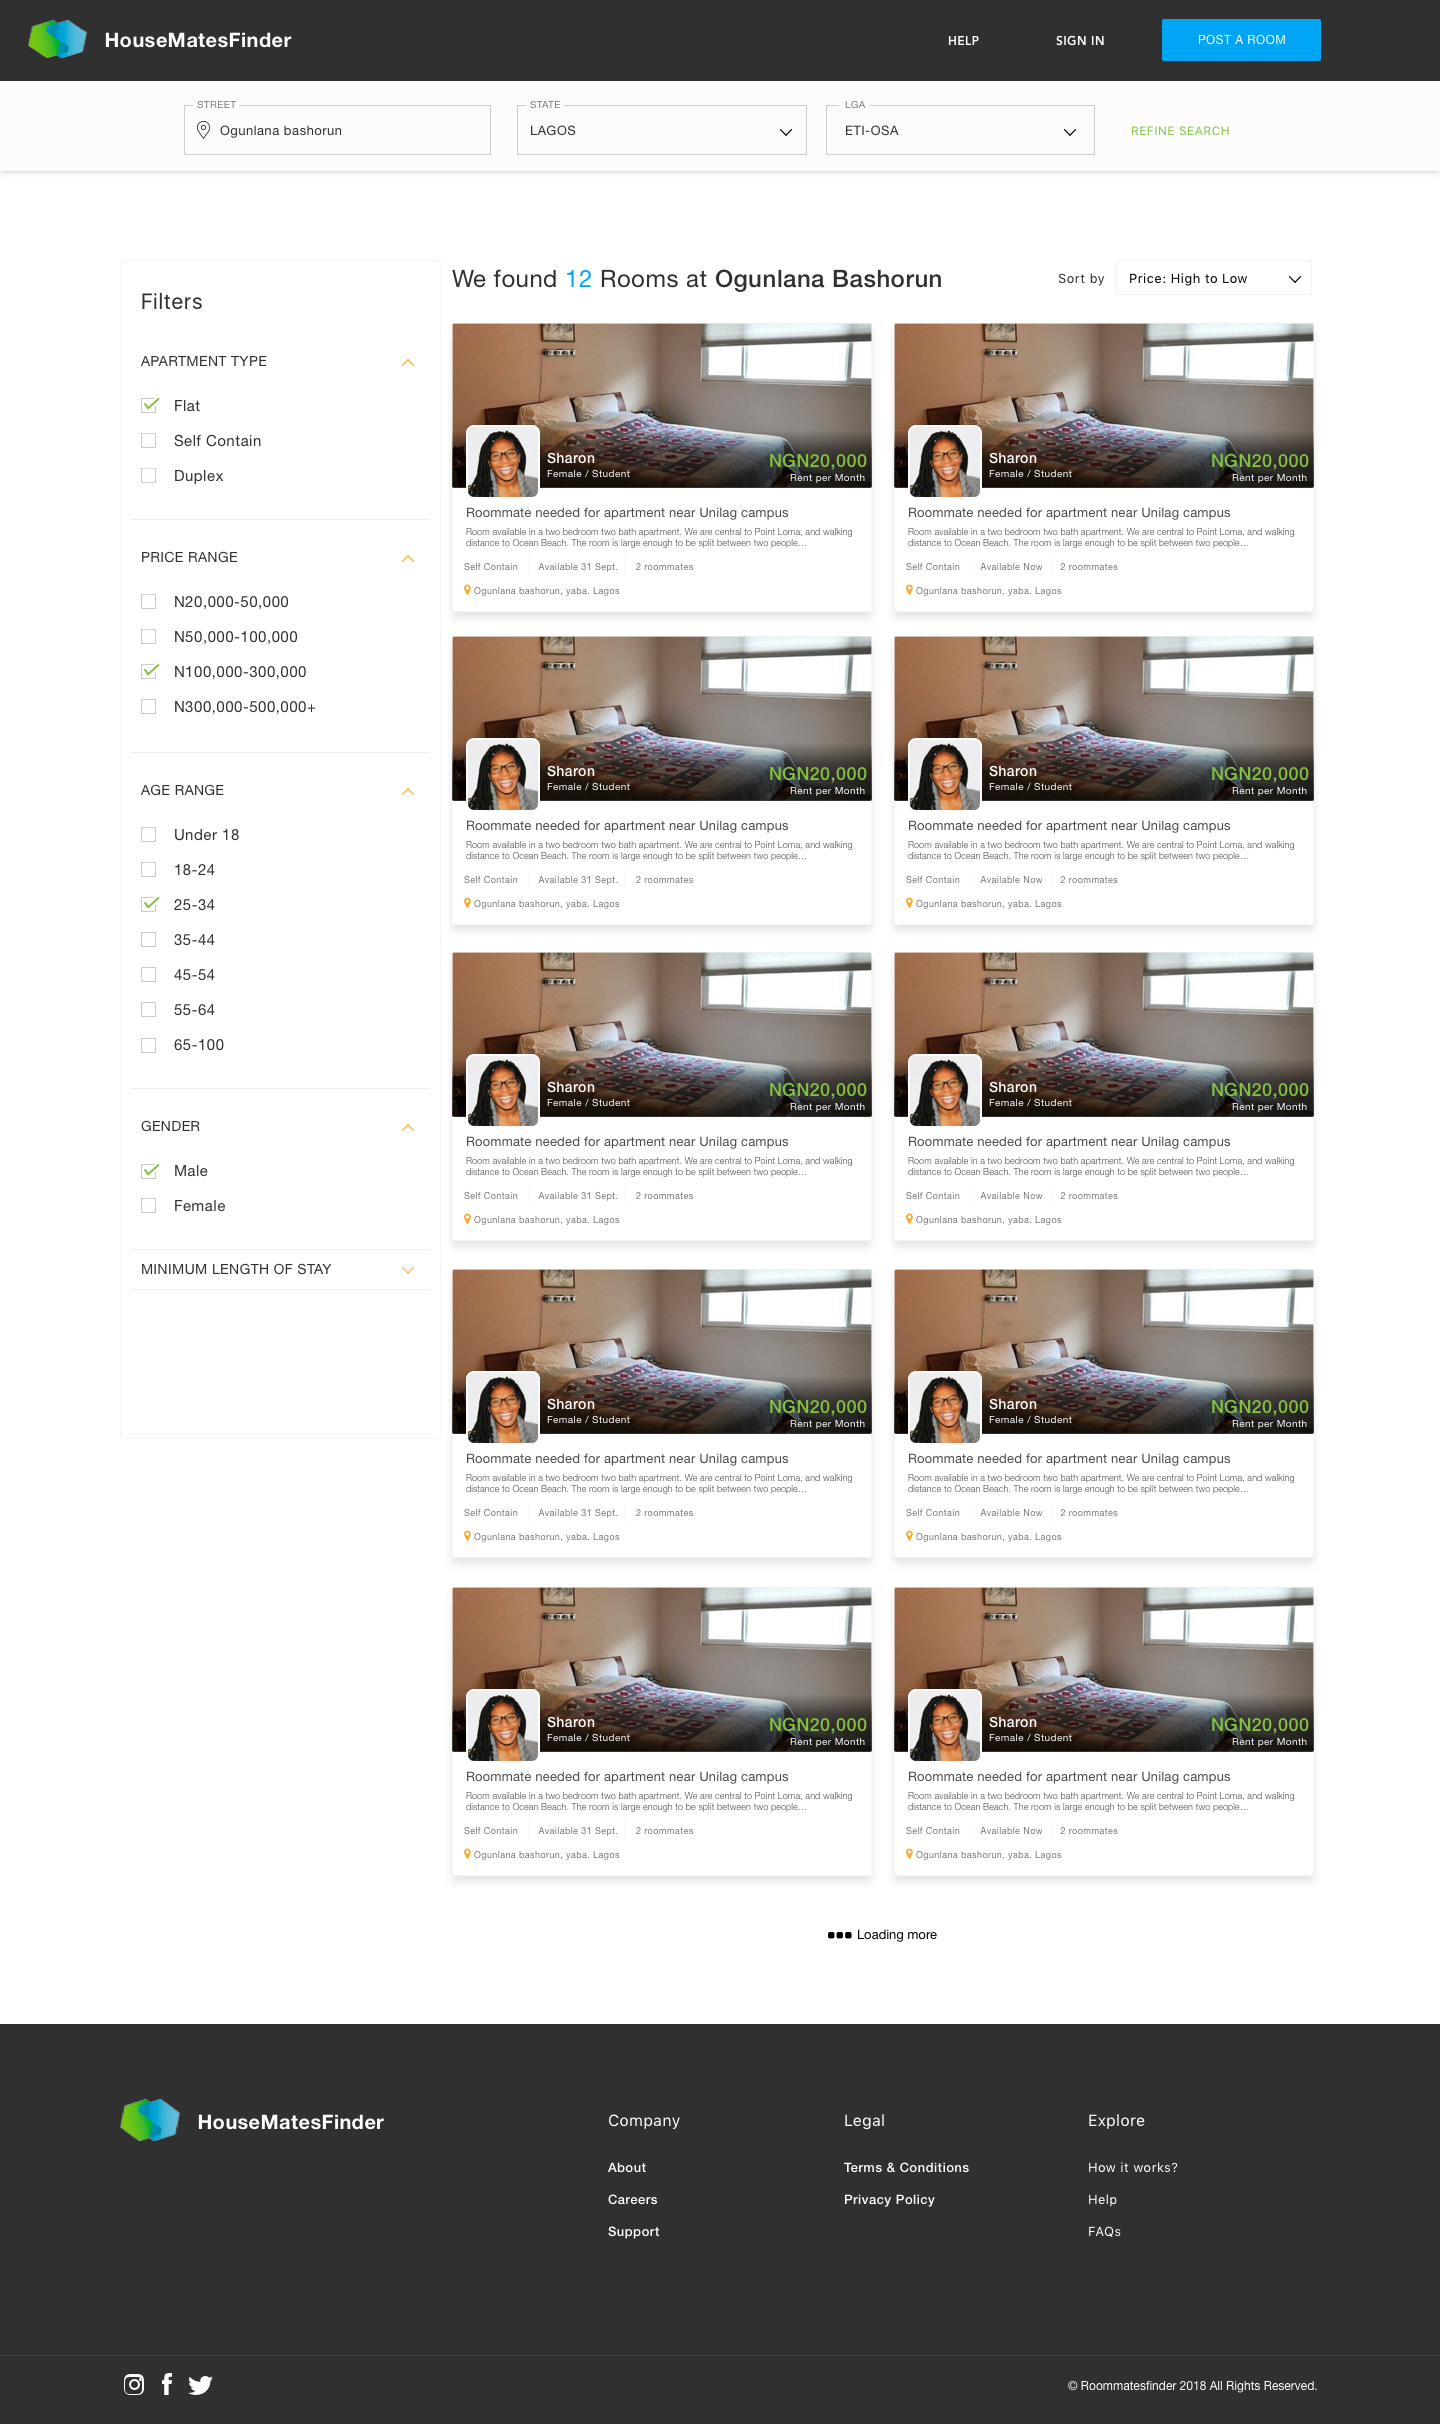 HouseMatesFinder
HELP
SIGN IN
POST A ROOM
STREET
Ogunlana bashorun
STATE
LAGOS
LGA
ETI-OSA
REFINE SEARCH
Filters
APARTMENT TYPE
Flat
Self Contain
Duplex
PRICE RANGE
N20,000-50,000
N50,000-100,000
N100,000-300,000
N300,000-500,000+
AGE RANGE
Under 18
18-24
25-34
35-44
45-54
55-64
65-100
GENDER
Male
Female
MINIMUM LENGTH OF STAY
We found 12 Rooms at Ogunlana Bashorun
Sort by
Price: High to Low
Sharon
Female / Student
NGN20,000
Rent per Month
Roommate needed for apartment near Unilag campus
Room available in a two bedroom two bath apartment. We are central to Point Loma, and walking
distance to Ocean Beach. The room is large enough to be split between two people...
Self Contain
Available 31 Sept.
2 roommates
Ogunlana bashorun, yaba. Lagos
Sharon
Female / Student
NGN20,000
Rent per Month
Roommate needed for apartment near Unilag campus
Room available in a two bedroom two bath apartment. We are central to Point Loma, and walking
distance to Ocean Beach. The room is large enough to be split between two people...
Self Contain
Available Now
2 roommates
Ogunlana bashorun, yaba. Lagos
Sharon
Female / Student
NGN20,000
Rent per Month
Roommate needed for apartment near Unilag campus
Room available in a two bedroom two bath apartment. We are central to Point Loma, and walking
distance to Ocean Beach. The room is large enough to be split between two people...
Self Contain
Available 31 Sept.
2 roommates
Ogunlana bashorun, yaba. Lagos
Sharon
Female / Student
NGN20,000
Rent per Month
Roommate needed for apartment near Unilag campus
Room available in a two bedroom two bath apartment. We are central to Point Loma, and walking
distance to Ocean Beach. The room is large enough to be split between two people...
Self Contain
Available Now
2 roommates
Ogunlana bashorun, yaba. Lagos
Sharon
Female / Student
NGN20,000
Rent per Month
Roommate needed for apartment near Unilag campus
Room available in a two bedroom two bath apartment. We are central to Point Loma, and walking
distance to Ocean Beach. The room is large enough to be split between two people...
Self Contain
Available 31 Sept.
2 roommates
Ogunlana bashorun, yaba. Lagos
Sharon
Female / Student
NGN20,000
Rent per Month
Roommate needed for apartment near Unilag campus
Room available in a two bedroom two bath apartment. We are central to Point Loma, and walking
distance to Ocean Beach. The room is large enough to be split between two people...
Self Contain
Available Now
2 roommates
Ogunlana bashorun, yaba. Lagos
Sharon
Female / Student
NGN20,000
Rent per Month
Roommate needed for apartment near Unilag campus
Room available in a two bedroom two bath apartment. We are central to Point Loma, and walking
distance to Ocean Beach. The room is large enough to be split between two people...
Self Contain
Available 31 Sept.
2 roommates
Ogunlana bashorun, yaba. Lagos
Sharon
Female / Student
NGN20,000
Rent per Month
Roommate needed for apartment near Unilag campus
Room available in a two bedroom two bath apartment. We are central to Point Loma, and walking
distance to Ocean Beach. The room is large enough to be split between two people...
Self Contain
Available Now
2 roommates
Ogunlana bashorun, yaba. Lagos
Sharon
Female / Student
NGN20,000
Rent per Month
Roommate needed for apartment near Unilag campus
Room available in a two bedroom two bath apartment. We are central to Point Loma, and walking
distance to Ocean Beach. The room is large enough to be split between two people...
Self Contain
Available 31 Sept.
2 roommates
Ogunlana bashorun, yaba. Lagos
Sharon
Female / Student
NGN20,000
Rent per Month
Roommate needed for apartment near Unilag campus
Room available in a two bedroom two bath apartment. We are central to Point Loma, and walking
distance to Ocean Beach. The room is large enough to be split between two people...
Self Contain
Available Now
2 roommates
Ogunlana bashorun, yaba. Lagos
Loading more
HouseMatesFinder
Company
About
Careers
Support
Legal
Terms & Conditions
Privacy Policy
Explore
How it works?
Help
FAQs
© Roommatesfinder 2018 All Rights Reserved.